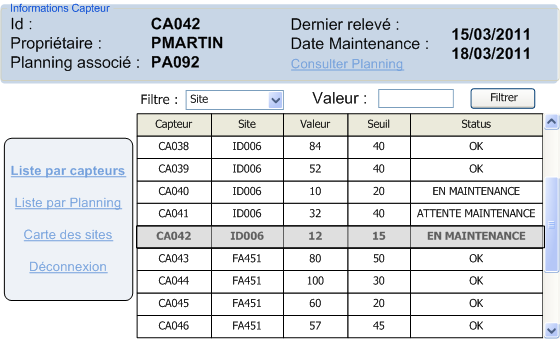 Informations Capteur
Id : CA042 Dernier relevé : 15/03/2011
Propriétaire : PMARTIN Date Maintenance : 18/03/2011
Planning associé : PA092 Consulter Planning
Filtre : Site Valeur : Filtrer
Capteur Site Valeur Seuil Status
CA038 ID006 84 40 OK
CA039 ID006 52 40 OK
CA040 ID006 10 20 EN MAINTENANCE
CA041 ID006 32 40 ATTENTE MAINTENANCE
CA042 ID006 12 15 EN MAINTENANCE
CA043 FA451 80 50 OK
CA044 FA451 100 30 OK
CA045 FA451 60 20 OK
CA046 FA451 57 45 OK
Liste par capteurs
Liste par Planning
Carte des sites
Déconnexion